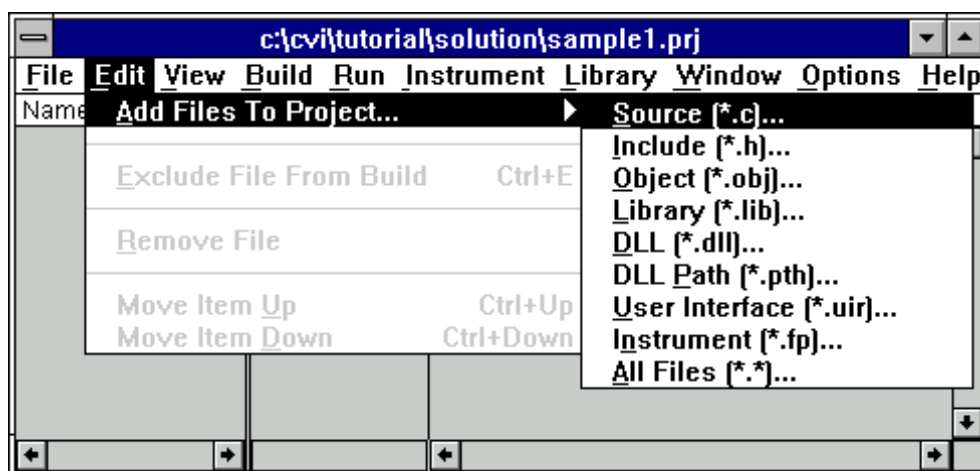 c:\cvi\tutorial\solution\sample1.prj
File Edit View Build Run Instrument Library Window Options Help
Name
Add Files To Project...
Source (*.c)...
Include (*.h)...
Exclude File From Build Ctrl+E
Object (*.obj)...
Library (*.lib)...
Remove File
DLL (*.dll)...
DLL Path (*.pth)...
Move Item Up Ctrl+Up
User Interface (*.uir)...
Move Item Down Ctrl+Down
Instrument (*.fp)...
All Files (*.*)...